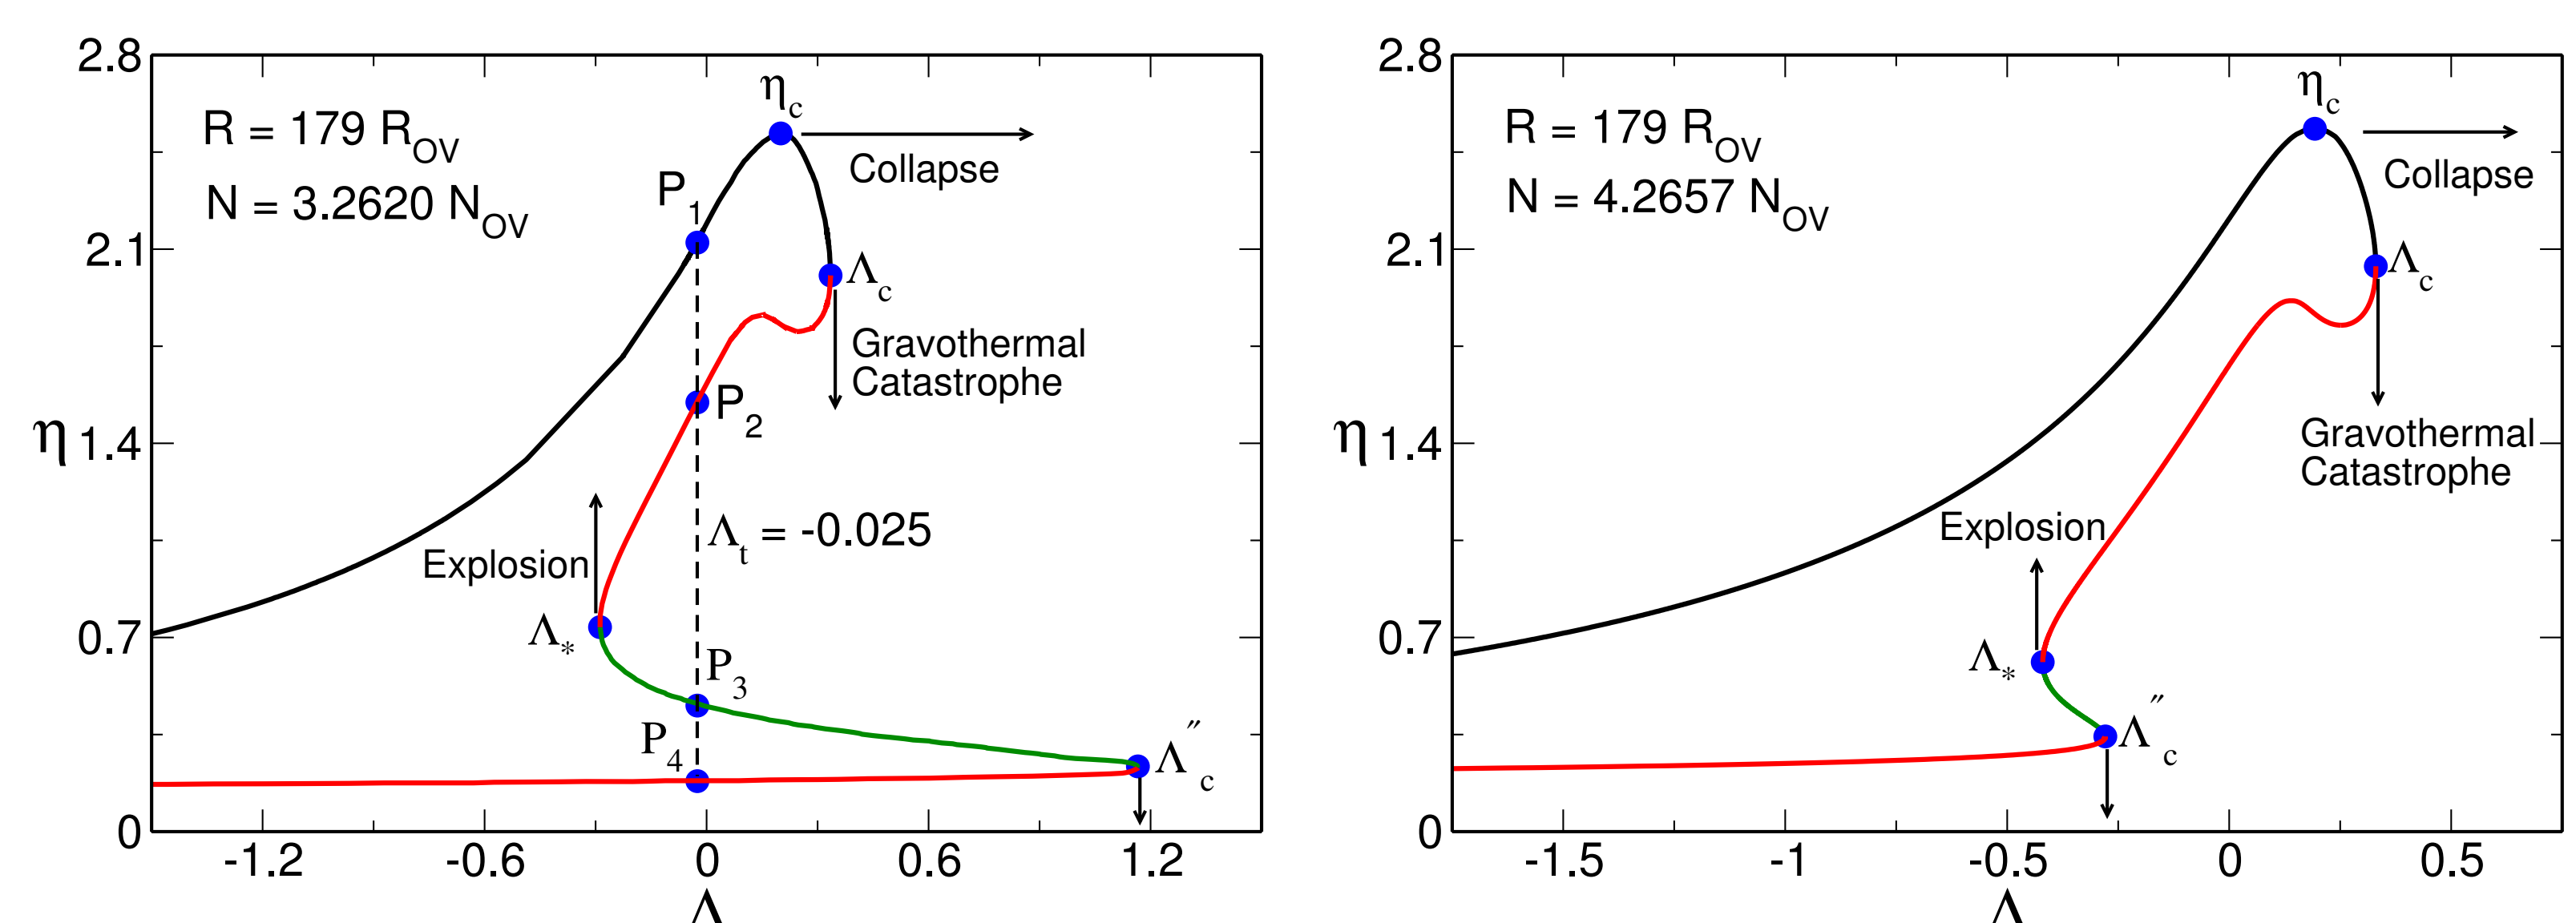 2.8
2.1
1.4
0.7
0
η
R = 179 R_OV
N = 3.2620 N_OV
η_c
Collapse
P_1
Λ_c
Gravothermal
Catastrophe
P_2
Λ_t = -0.025
Explosion
Λ_*
P_3
P_4
Λ_c″
-1.2
-0.6
0
0.6
1.2
Λ
2.8
2.1
1.4
0.7
0
η
R = 179 R_OV
N = 4.2657 N_OV
η_c
Collapse
Λ_c
Gravothermal
Catastrophe
Explosion
Λ_*
Λ_c″
-1.5
-1
-0.5
0
0.5
Λ